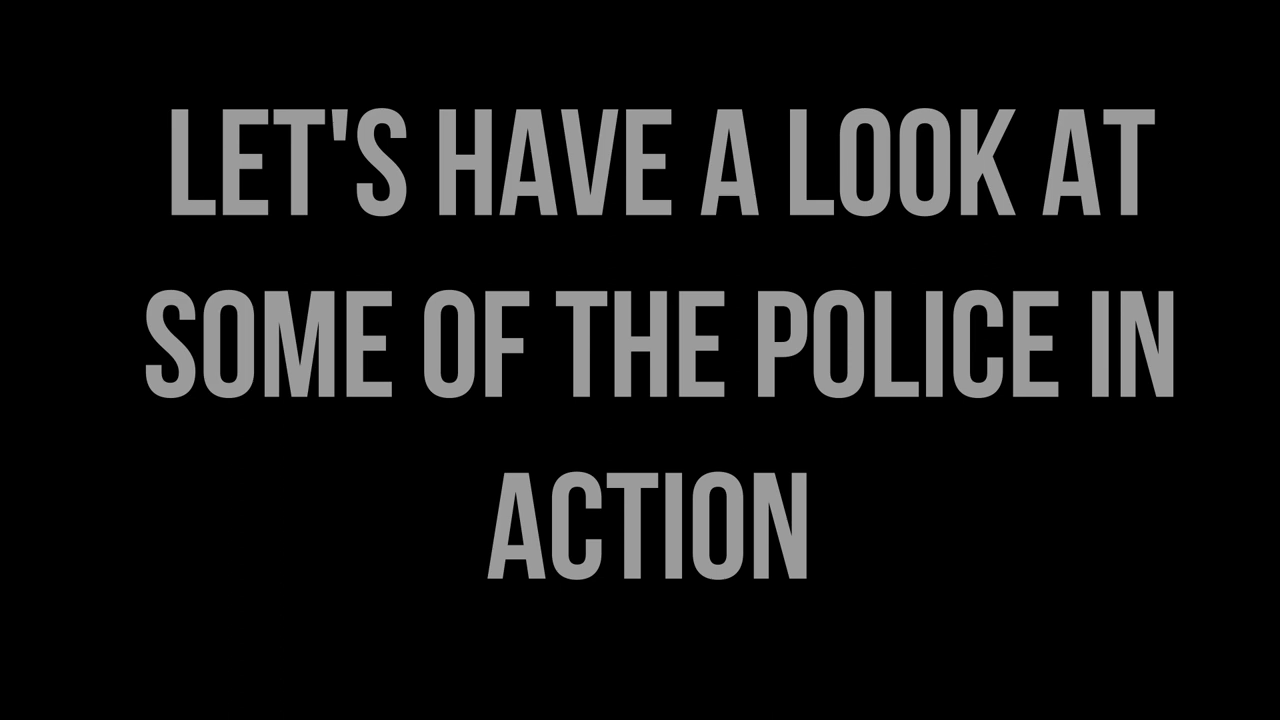 LET'S HAVE A LOOK AT
SOME OF THE POLICE IN
ACTION